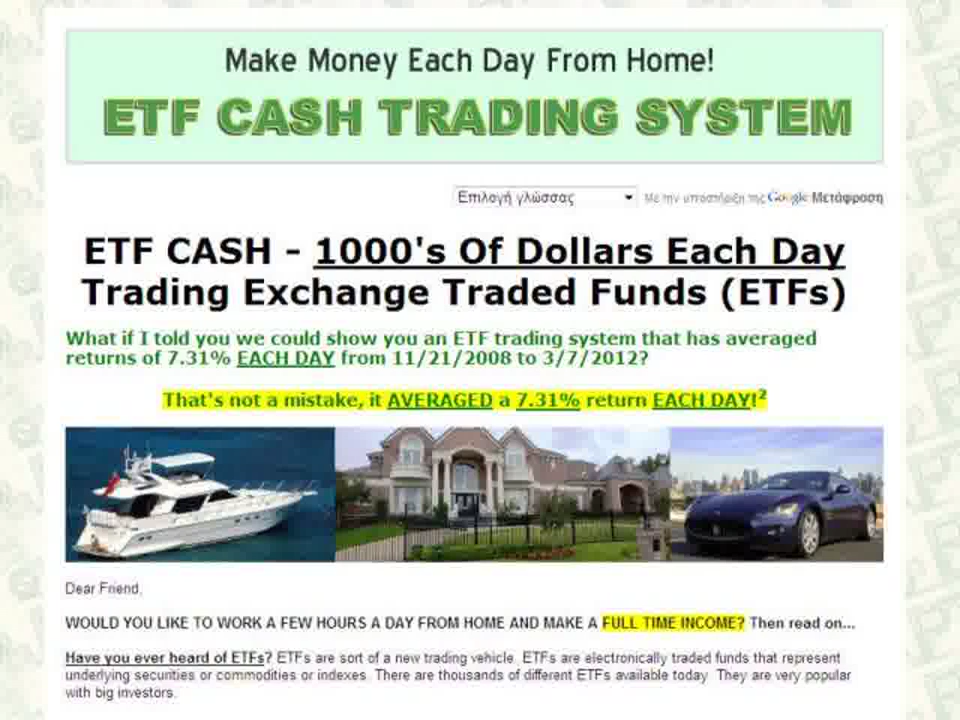 Make Money Each Day From Home!
ETF CASH TRADING SYSTEM
Επιλογή γλώσσας Με την υποστήριξη της Google Μετάφραση
ETF CASH - 1000's Of Dollars Each Day
Trading Exchange Traded Funds (ETFs)
What if I told you we could show you an ETF trading system that has averaged
returns of 7.31% EACH DAY from 11/21/2008 to 3/7/2012?
That's not a mistake, it AVERAGED a 7.31% return EACH DAY!²
Dear Friend,
WOULD YOU LIKE TO WORK A FEW HOURS A DAY FROM HOME AND MAKE A FULL TIME INCOME? Then read on...
Have you ever heard of ETFs? ETFs are sort of a new trading vehicle. ETFs are electronically traded funds that represent
underlying securities or commodities or indexes. There are thousands of different ETFs available today. They are very popular
with big investors.